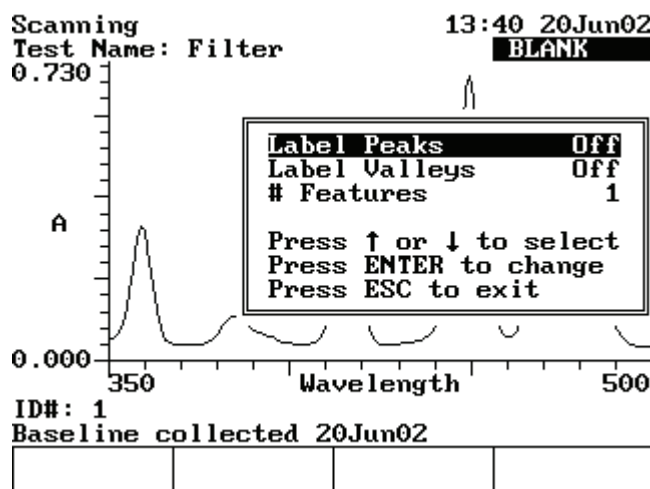 Scanning 13:40 20Jun02
Test Name: Filter BLANK
0.730
Label Peaks Off
Label Valleys Off
# Features 1
A
Press ↑ or ↓ to select
Press ENTER to change
Press ESC to exit
0.000
350 Wavelength 500
ID#: 1
Baseline collected 20Jun02